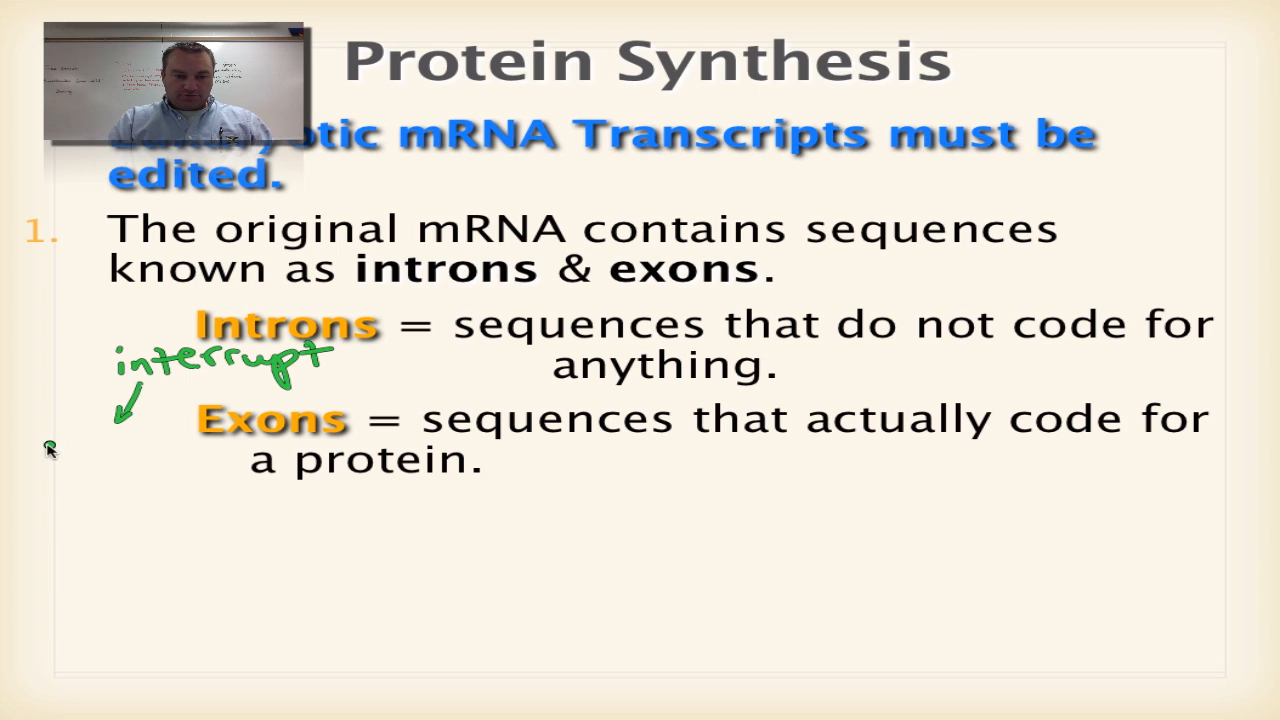 Protein Synthesis
otic mRNA Transcripts must be
edited.
1. The original mRNA contains sequences
known as introns & exons.
Introns = sequences that do not code for
anything.
interrupt
Exons = sequences that actually code for
a protein.